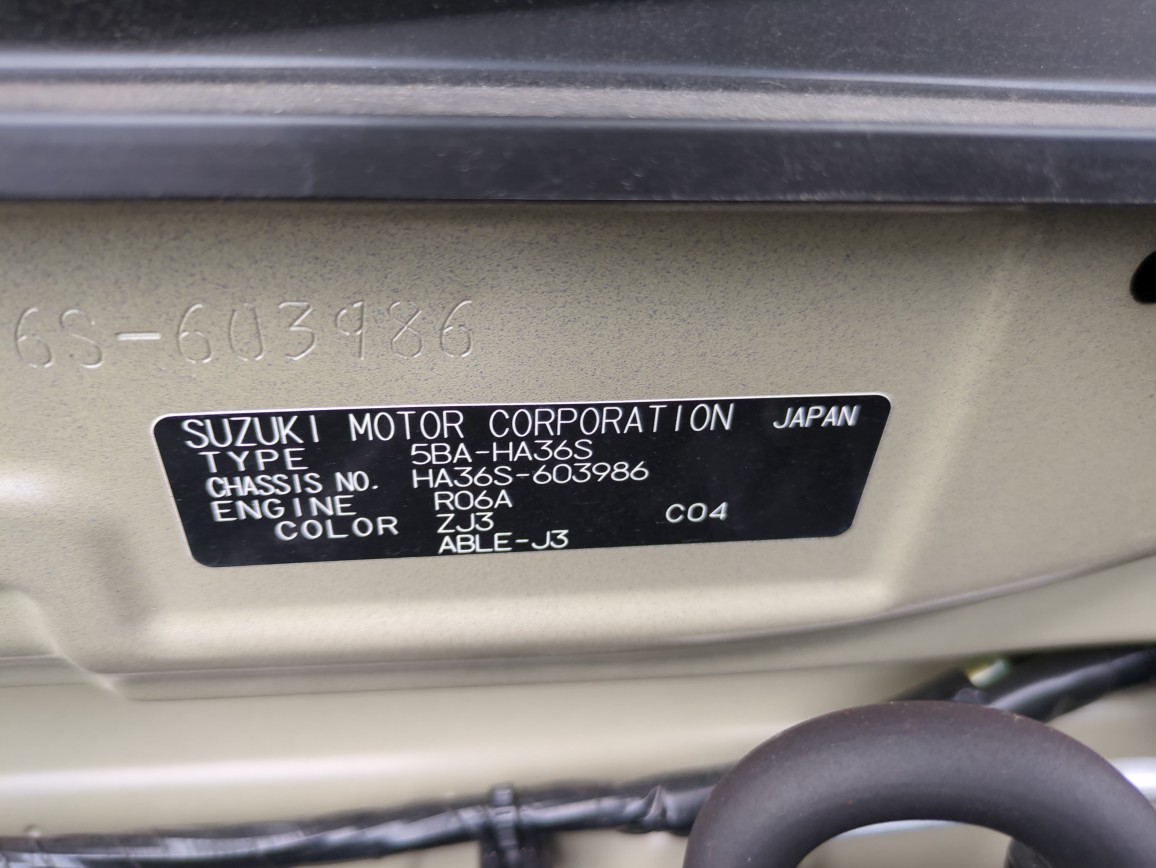 6S-603986
SUZUKI MOTOR CORPORATION JAPAN
TYPE 5BA-HA36S
CHASSIS NO. HA36S-603986
ENGINE R06A
COLOR ZJ3 C04
ABLE-J3